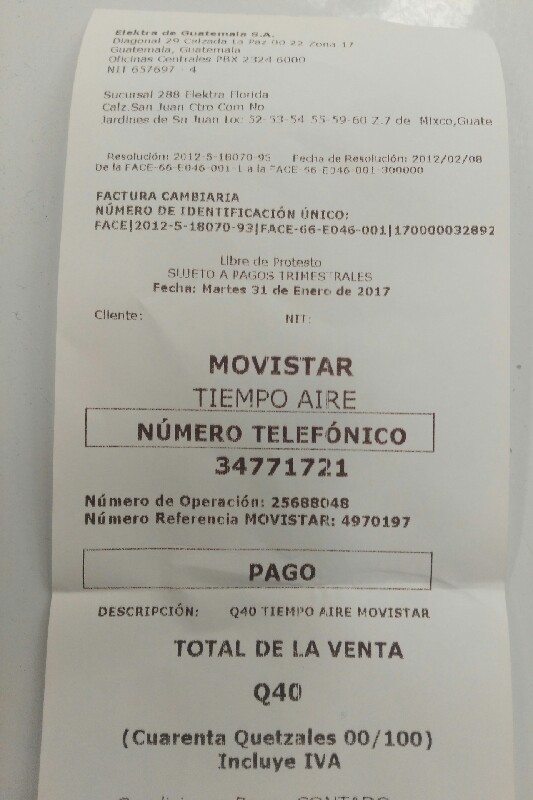 Elektra de Guatemala S.A.
Diagonal 29 Calzada La Paz 00 22 Zona 17
Guatemala, Guatemala
Oficinas Centrales PBX 2324 6000
NIT 657697 - 4
Sucursal 288 Elektra Florida
Calz.San Juan Ctro Com No
Jardines de Sn Juan Loc 52-53-54-55-59-60 Z.7 de Mixco,Guate
Resolución: 2012-5-18070-93 Fecha de Resolución: 2012/02/08
De la FACE-66-E046-001-1 a la FACE-66-E046-001-000000
FACTURA CAMBIARIA
NÚMERO DE IDENTIFICACIÓN ÚNICO:
FACE|2012-5-18070-93|FACE-66-E046-001|170000032892
Libre de Protesto
SUJETO A PAGOS TRIMESTRALES
Fecha: Martes 31 de Enero de 2017
Cliente: NIT:
MOVISTAR
TIEMPO AIRE
NÚMERO TELEFÓNICO
34771721
Número de Operación: 25688048
Número Referencia MOVISTAR: 4970197
PAGO
DESCRIPCIÓN: Q40 TIEMPO AIRE MOVISTAR
TOTAL DE LA VENTA
Q40
(Cuarenta Quetzales 00/100)
Incluye IVA